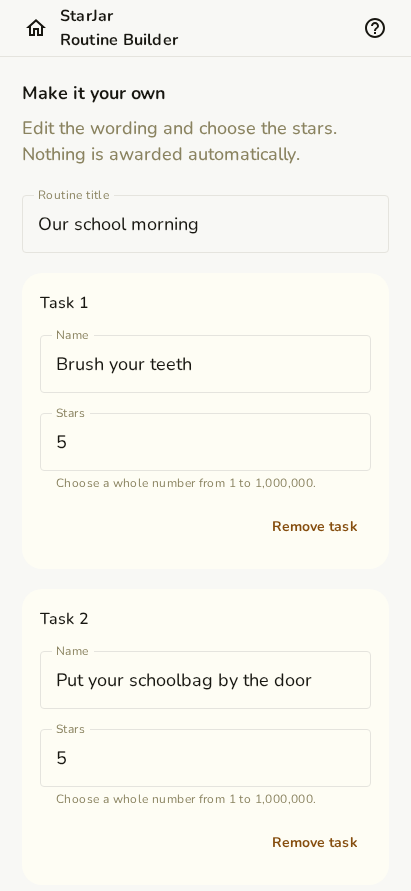 StarJar
Routine Builder
Make it your own
Edit the wording and choose the stars.
Nothing is awarded automatically.
Routine title
Our school morning
Task 1
Name
Brush your teeth
Stars
5
Choose a whole number from 1 to 1,000,000.
Remove task
Task 2
Name
Put your schoolbag by the door
Stars
5
Choose a whole number from 1 to 1,000,000.
Remove task